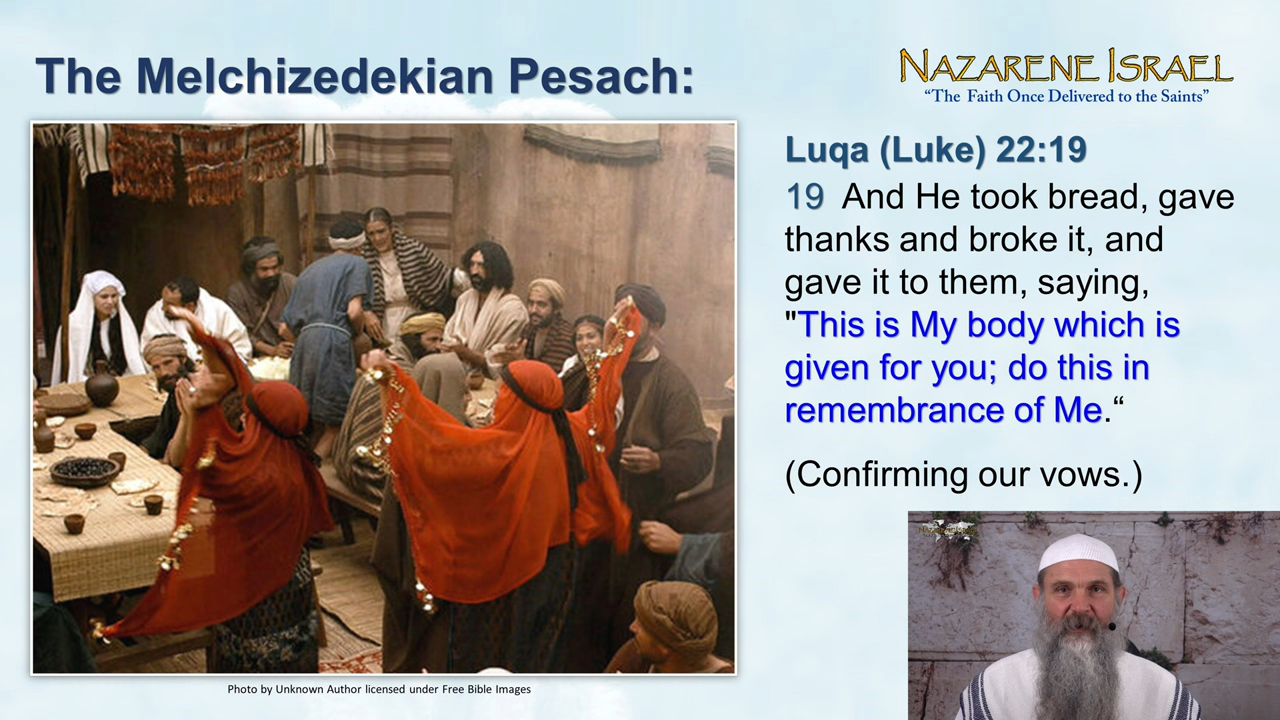 The Melchizedekian Pesach:
NAZARENE ISRAEL
“The Faith Once Delivered to the Saints”
Luqa (Luke) 22:19
19 And He took bread, gave
thanks and broke it, and
gave it to them, saying,
"This is My body which is
given for you; do this in
remembrance of Me.“
(Confirming our vows.)
Photo by Unknown Author licensed under Free Bible Images